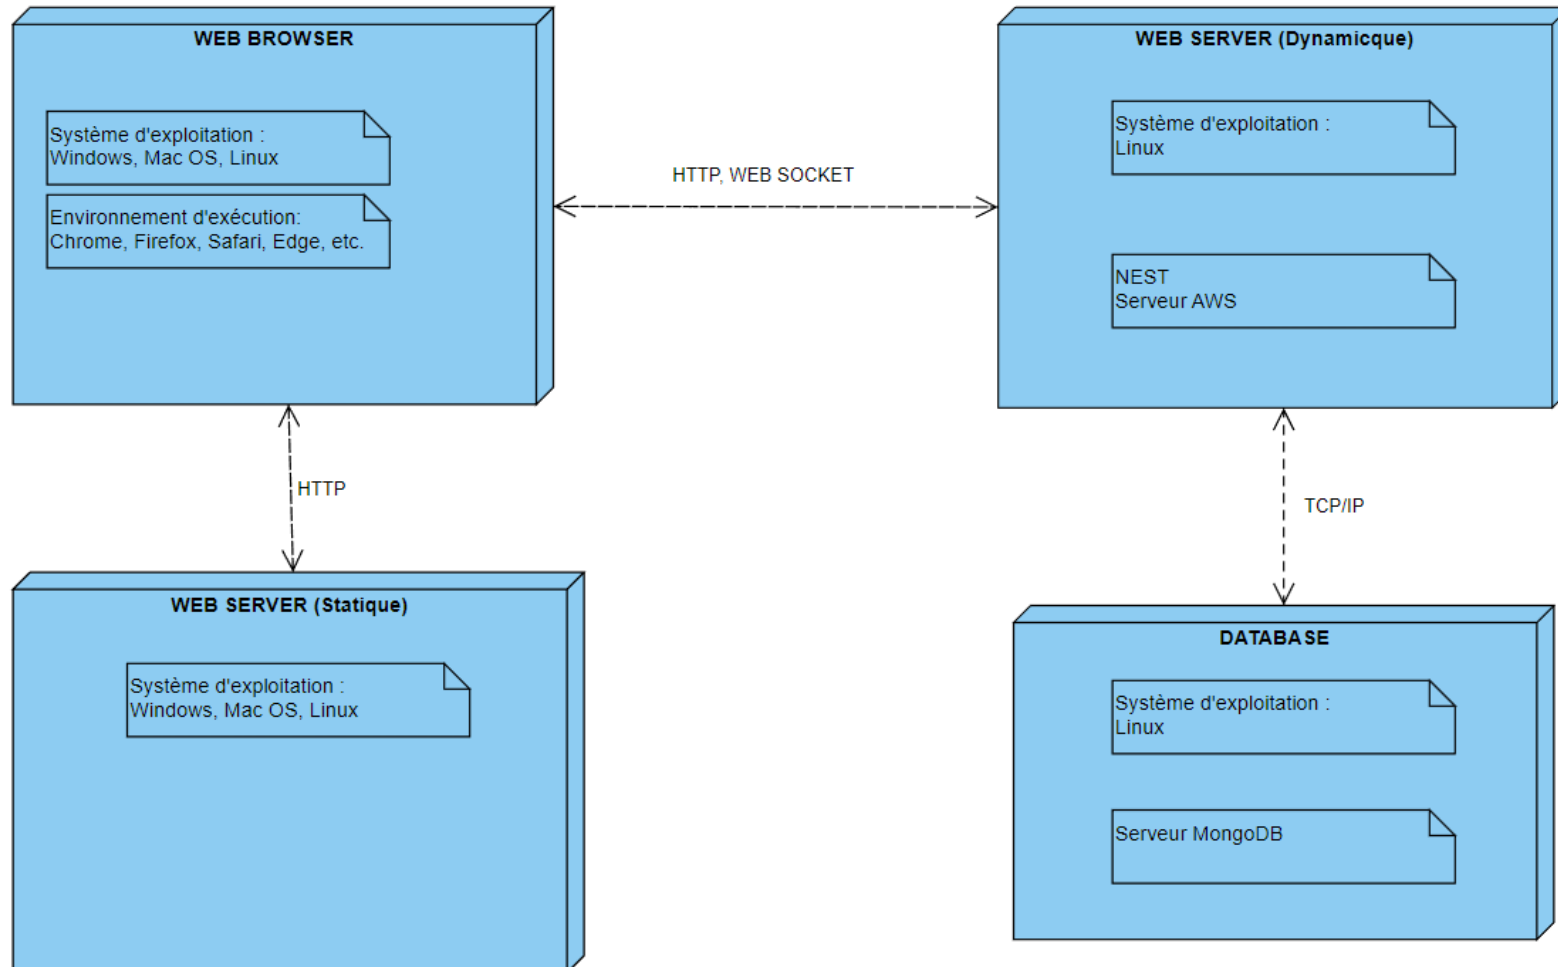 WEB BROWSER
Système d'exploitation :
Windows, Mac OS, Linux
Environnement d'exécution:
Chrome, Firefox, Safari, Edge, etc.
HTTP, WEB SOCKET
WEB SERVER (Dynamicque)
Système d'exploitation :
Linux
NEST
Serveur AWS
HTTP
TCP/IP
WEB SERVER (Statique)
Système d'exploitation :
Windows, Mac OS, Linux
DATABASE
Système d'exploitation :
Linux
Serveur MongoDB